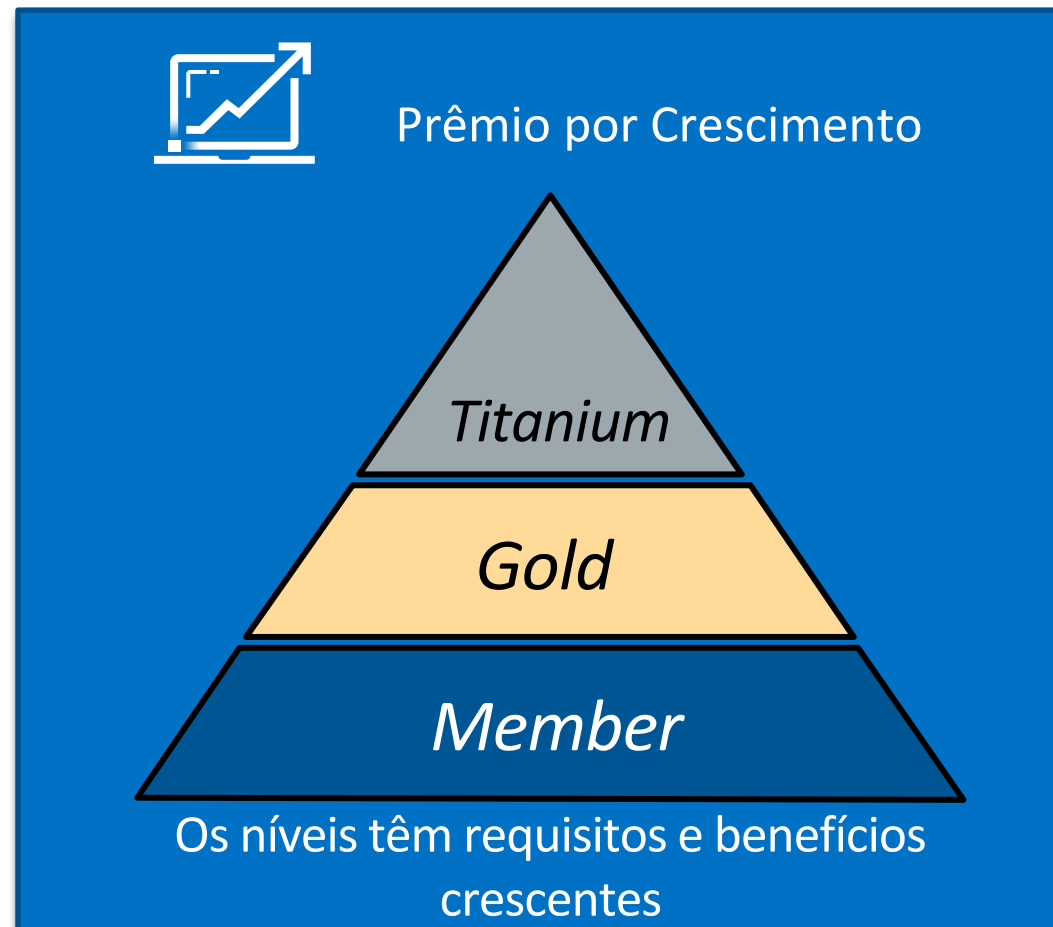 Prêmio por Crescimento
Titanium
Gold
Member
Os níveis têm requisitos e benefícios
crescentes